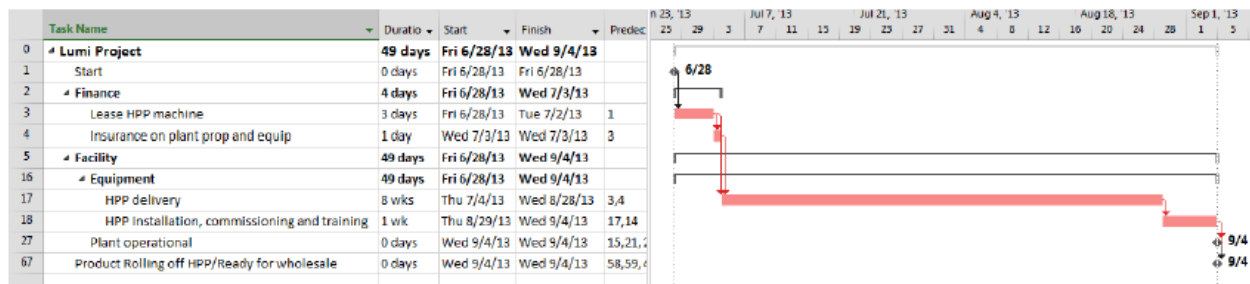 Task Name Duratio Start Finish Predec n 23, '13 Jul 7, '13 Jul 21, '13 Aug 4, '13 Aug 18, '13 Sep 1, '13
25 29 3 7 11 15 19 23 27 31 4 8 12 16 20 24 28 1 5
0 Lumi Project 49 days Fri 6/28/13 Wed 9/4/13
1 Start 0 days Fri 6/28/13 Fri 6/28/13 6/28
2 Finance 4 days Fri 6/28/13 Wed 7/3/13
3 Lease HPP machine 3 days Fri 6/28/13 Tue 7/2/13 1
4 Insurance on plant prop and equip 1 day Wed 7/3/13 Wed 7/3/13 3
5 Facility 49 days Fri 6/28/13 Wed 9/4/13
16 Equipment 49 days Fri 6/28/13 Wed 9/4/13
17 HPP delivery 8 wks Thu 7/4/13 Wed 8/28/13 3,4
18 HPP Installation, commissioning and training 1 wk Thu 8/29/13 Wed 9/4/13 17,14
27 Plant operational 0 days Wed 9/4/13 Wed 9/4/13 15,21, 9/4
67 Product Rolling off HPP/Ready for wholesale 0 days Wed 9/4/13 Wed 9/4/13 58,59, 9/4